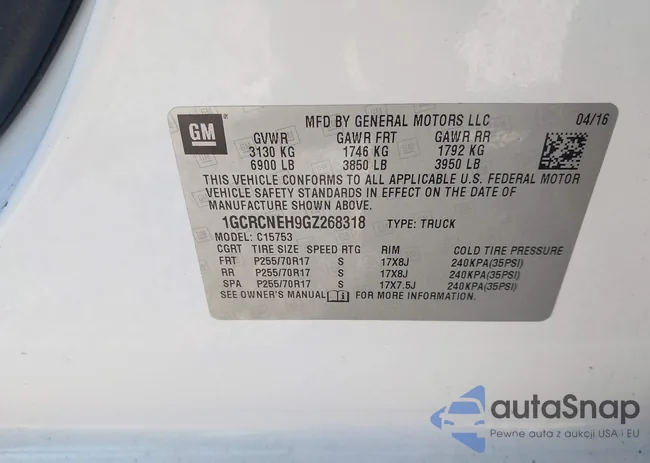 GM
MFD BY GENERAL MOTORS LLC 04/16
GVWR GAWR FRT GAWR RR
3130 KG 1746 KG 1792 KG
6900 LB 3850 LB 3950 LB
THIS VEHICLE CONFORMS TO ALL APPLICABLE U.S. FEDERAL MOTOR
VEHICLE SAFETY STANDARDS IN EFFECT ON THE DATE OF
MANUFACTURE SHOWN ABOVE.
1GCRCNEH9GZ268318 TYPE: TRUCK
MODEL: C15753
CGRT TIRE SIZE SPEED RTG RIM COLD TIRE PRESSURE
FRT P255/70R17 S 17X8J 240KPA(35PSI)
RR P255/70R17 S 17X8J 240KPA(35PSI)
SPA P255/70R17 S 17X7.5J 240KPA(35PSI)
SEE OWNER'S MANUAL FOR MORE INFORMATION.
autoSnap
Pewne auta z aukcji USA i EU